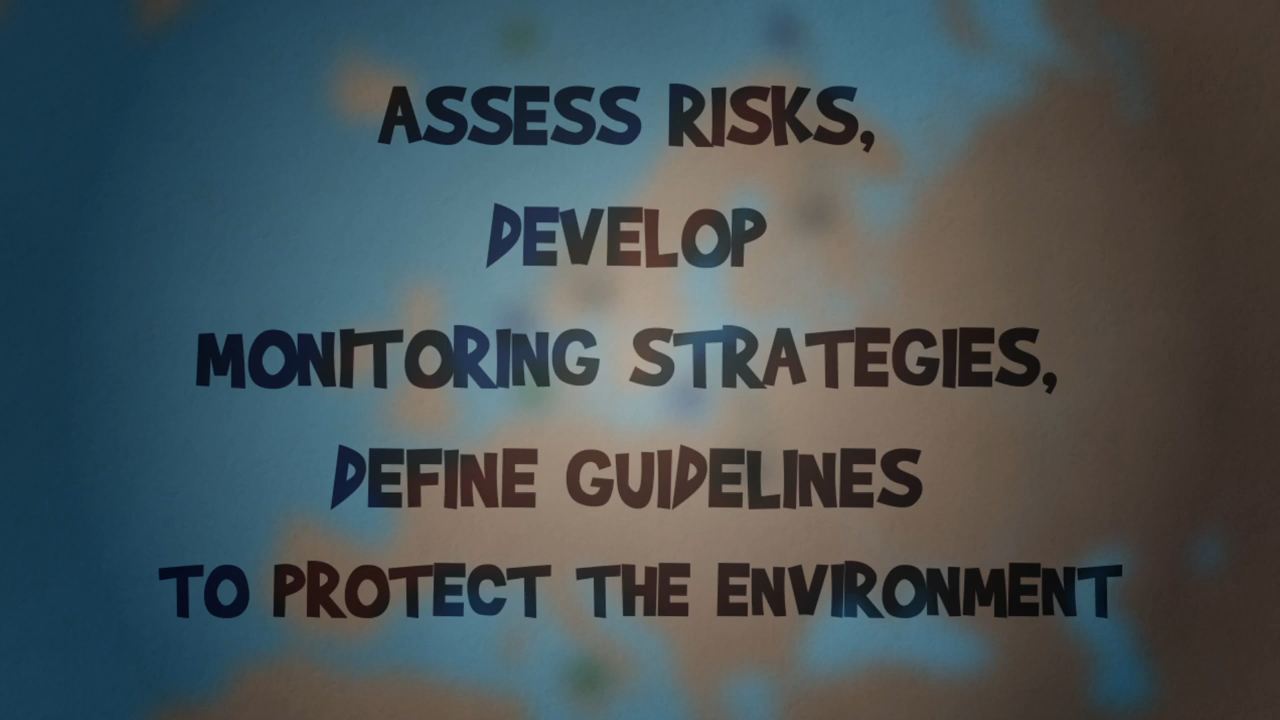 ASSESS RISKS,
DEVELOP
MONITORING STRATEGIES,
DEFINE GUIDELINES
TO PROTECT THE ENVIRONMENT